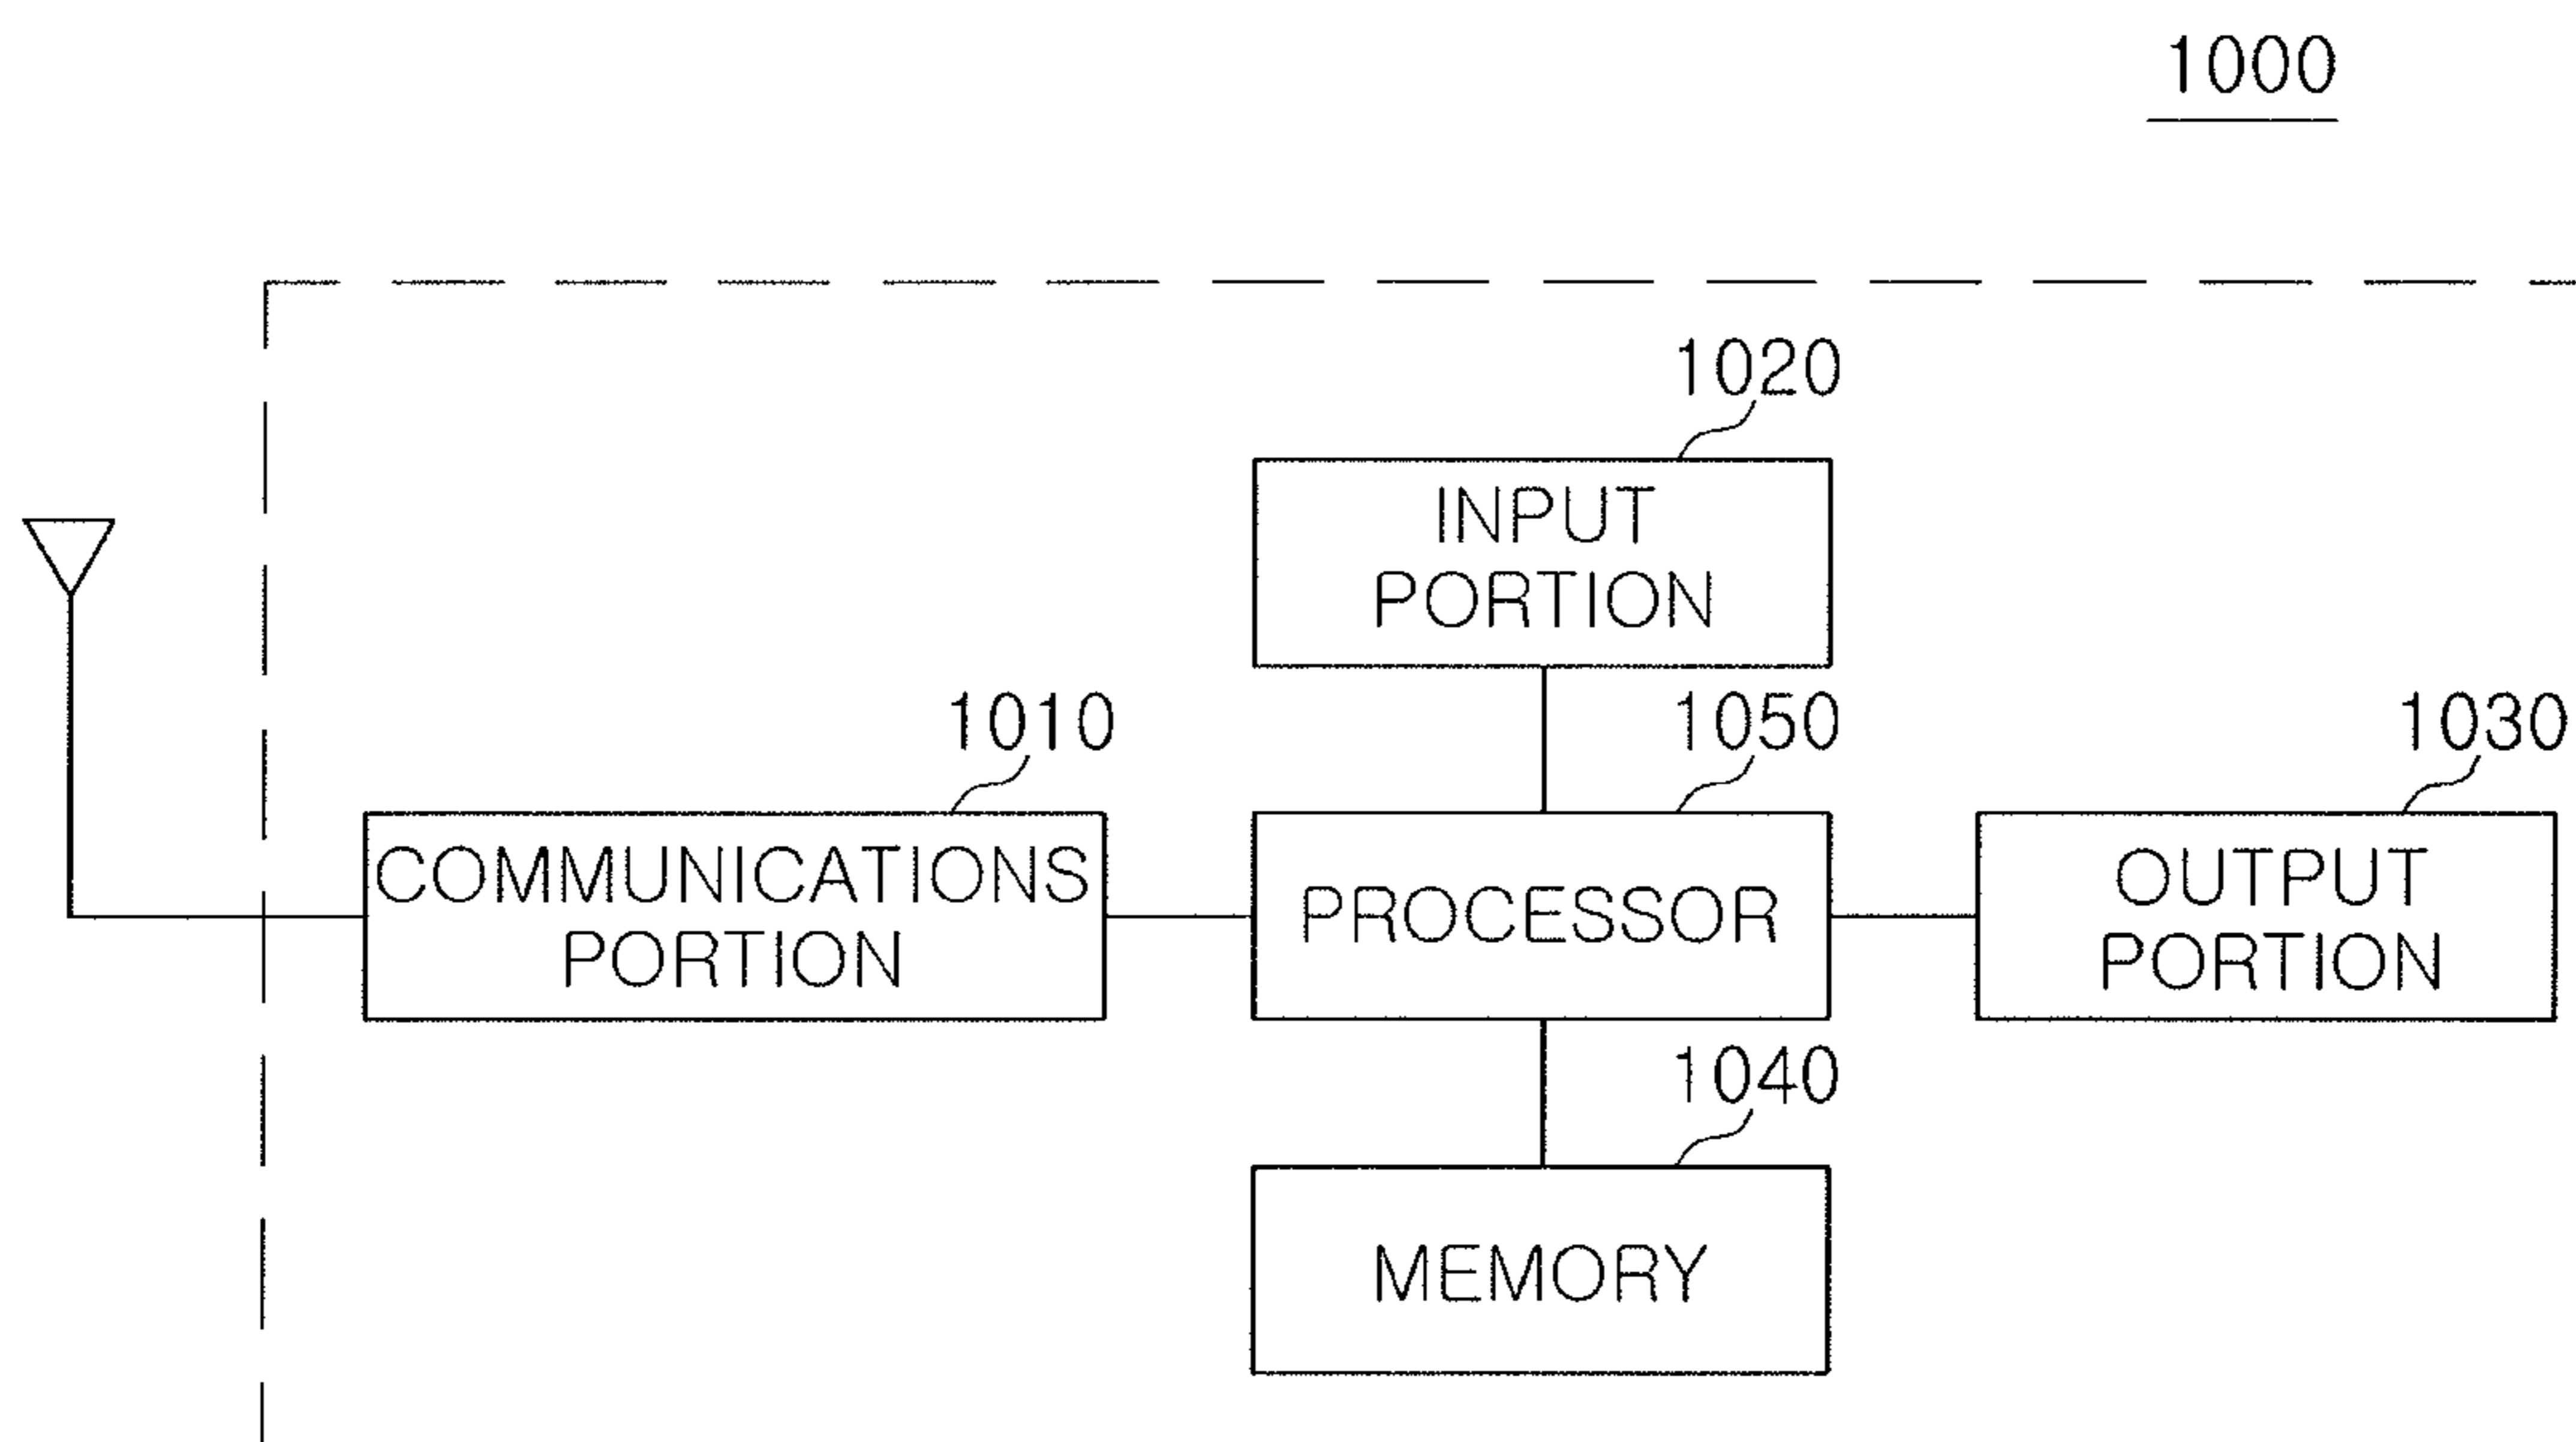 1000
1020
INPUT
PORTION
1010
1050
1030
COMMUNICATIONS
PORTION
PROCESSOR
OUTPUT
PORTION
1040
MEMORY